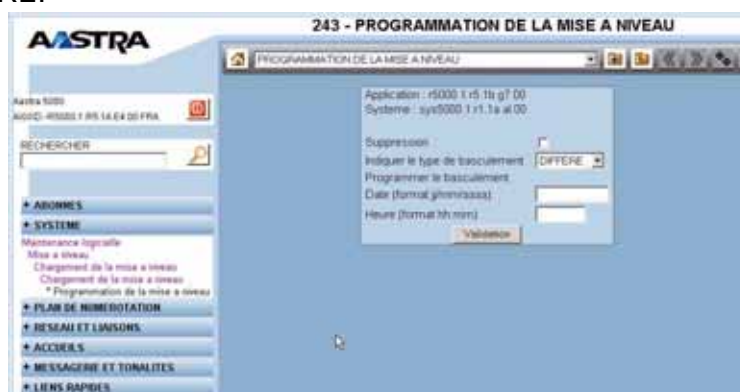 243 - PROGRAMMATION DE LA MISE A NIVEAU
AASTRA
PROGRAMMATION DE LA MISE A NIVEAU
Aastra 5000
Application : r5000.1 r5.1b g7 00
Systeme : sys5000.1 r1.1a al 00
RECHERCHER
Suppression
Indiquer le type de basculement DIFFERE
Programmer le basculement
Date (format jj/mm/aaaa)
Heure (format hh:mm)
Validation
+ ABONNES
+ SYSTEME
Maintenance logicielle
Mise a niveau
Chargement de la mise a niveau
Chargement de la mise a niveau
* Programmation de la mise a niveau
+ PLAN DE NUMEROTATION
+ RESEAU ET LIAISONS
+ ACCUEILS
+ MESSAGERIE ET TONALITES
+ LIENS RAPIDES